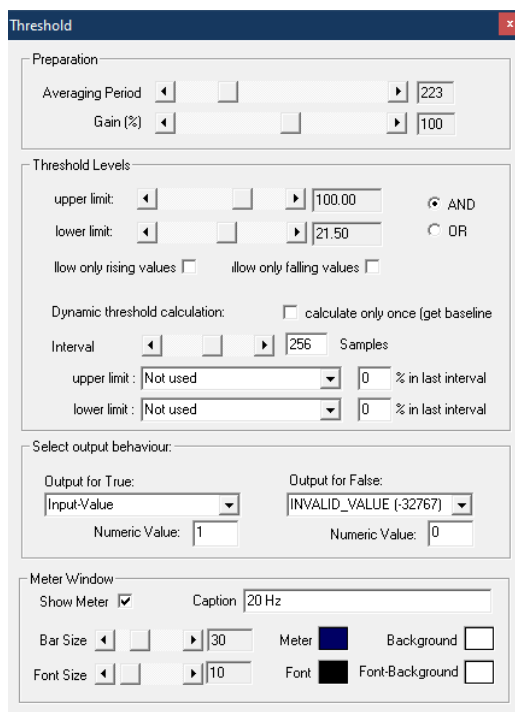 Threshold
x
Preparation
Averaging Period 223
Gain (%) 100
Threshold Levels
upper limit: 100.00 AND
lower limit: 21.50 OR
llow only rising values llow only falling values
Dynamic threshold calculation: calculate only once (get baseline
Interval 256 Samples
upper limit : Not used 0 % in last interval
lower limit : Not used 0 % in last interval
Select output behaviour:
Output for True: Output for False:
Input-Value INVALID_VALUE (-32767)
Numeric Value: 1 Numeric Value: 0
Meter Window
Show Meter Caption 20 Hz
Bar Size 30 Meter Background
Font Size 10 Font Font-Background